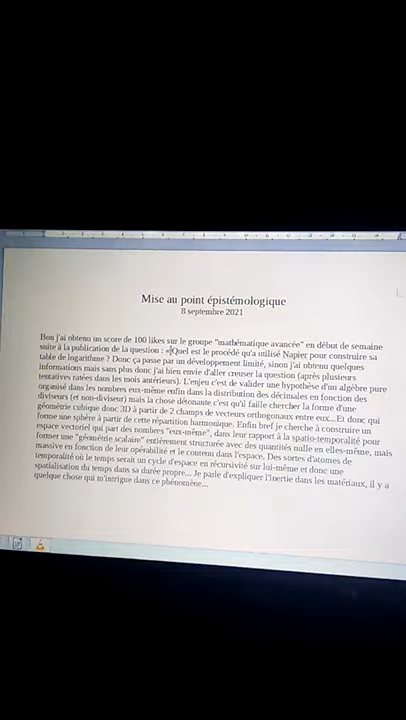 Mise au point épistémologique
8 septembre 2021
Bon j'ai obtenu un score de 100 likes sur le groupe "mathématique avancée" en début de semaine
suite à la publication de la question : «Quel est le procédé qu'a utilisé Napier pour construire sa
table de logarithme ? Donc ça passe par un développement limité, sinon j'ai obtenu quelques
informations mais sans plus donc j'ai bien envie d'aller creuser la question (après plusieurs
tentatives ratées dans les mois antérieurs). L'enjeu c'est de valider une hypothèse d'un algèbre pure
organisé dans les nombres eux-même enfin dans la distribution des décimales en fonction des
diviseurs (et non-diviseur) mais la chose détonante c'est qu'il faille chercher la forme d'une
géométrie cubique donc 3D à partir de 2 champs de vecteurs orthogonaux entre eux...Et donc qui
forme une sphère à partir de cette répartition harmonique. Enfin bref je cherche à construire un
espace vectoriel qui part des nombres "eux-même", dans leur rapport à la spatio-temporalité pour
former une "géométrie scalaire" entièrement structurée avec des quantités nulle en elles-même, mais
massive en fonction de leur opérabilité et le contenu dans l'espace. Des sortes d'atomes de
temporalité où le temps serait un cycle d'espace en récursivité sur lui-même et donc une
spatialisation du temps dans sa durée propre... Je parle d'expliquer l'inertie dans les matériaux, il y a
quelque chose qui m'intrigue dans ce phénomène...